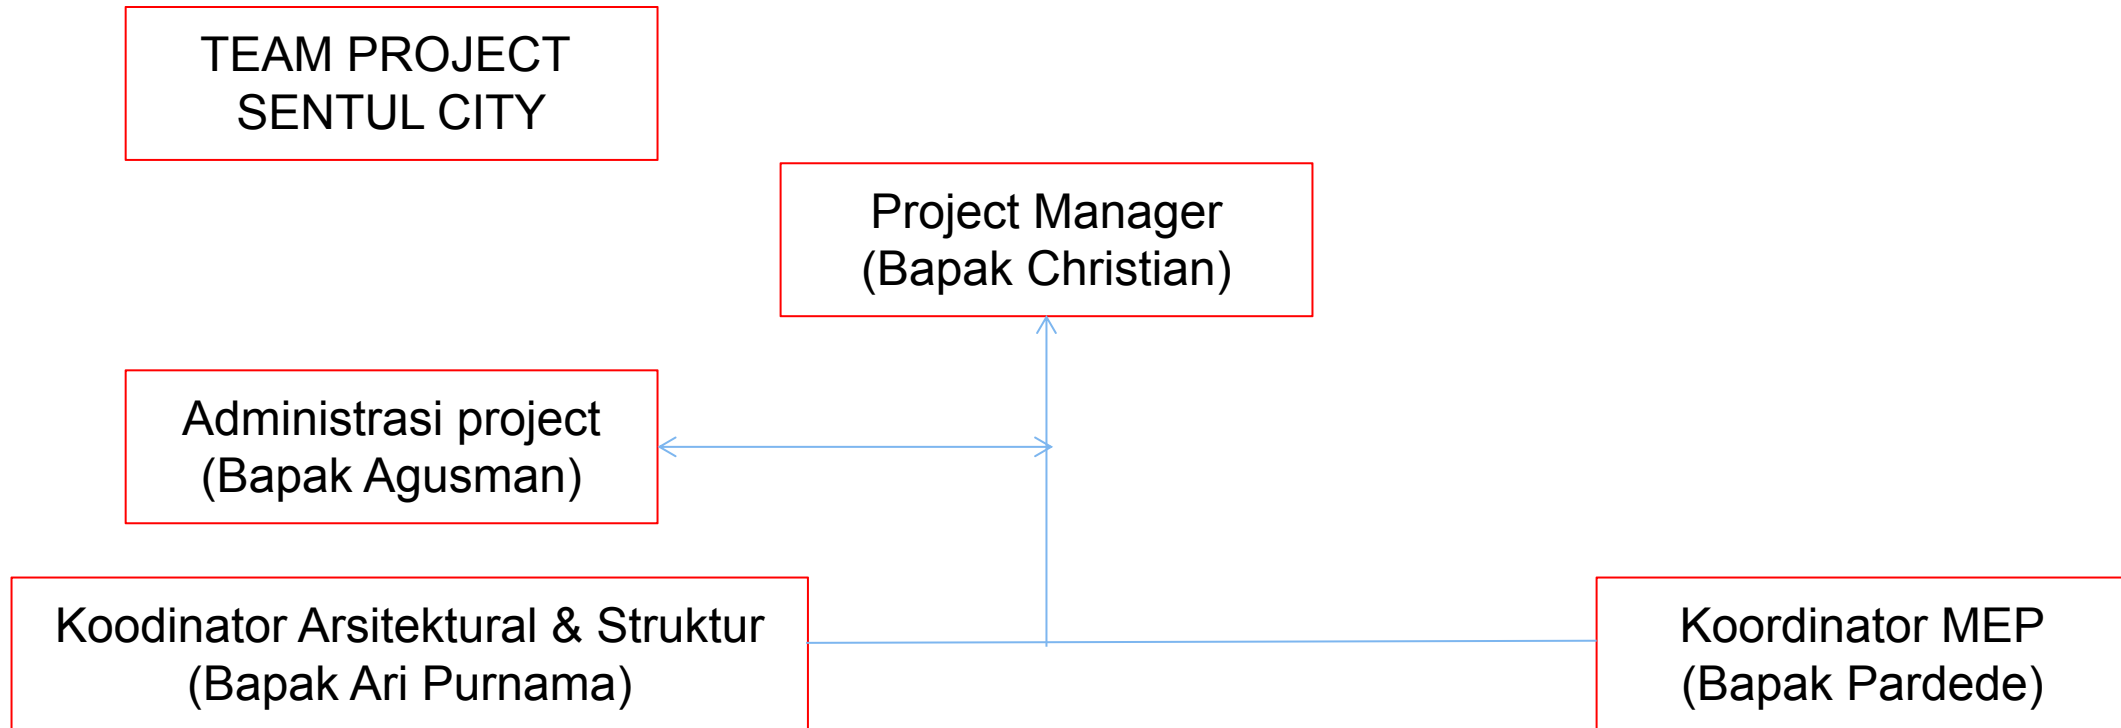 TEAM PROJECT
SENTUL CITY
Project Manager
(Bapak Christian)
Administrasi project
(Bapak Agusman)
Koodinator Arsitektural & Struktur
(Bapak Ari Purnama)
Koordinator MEP
(Bapak Pardede)